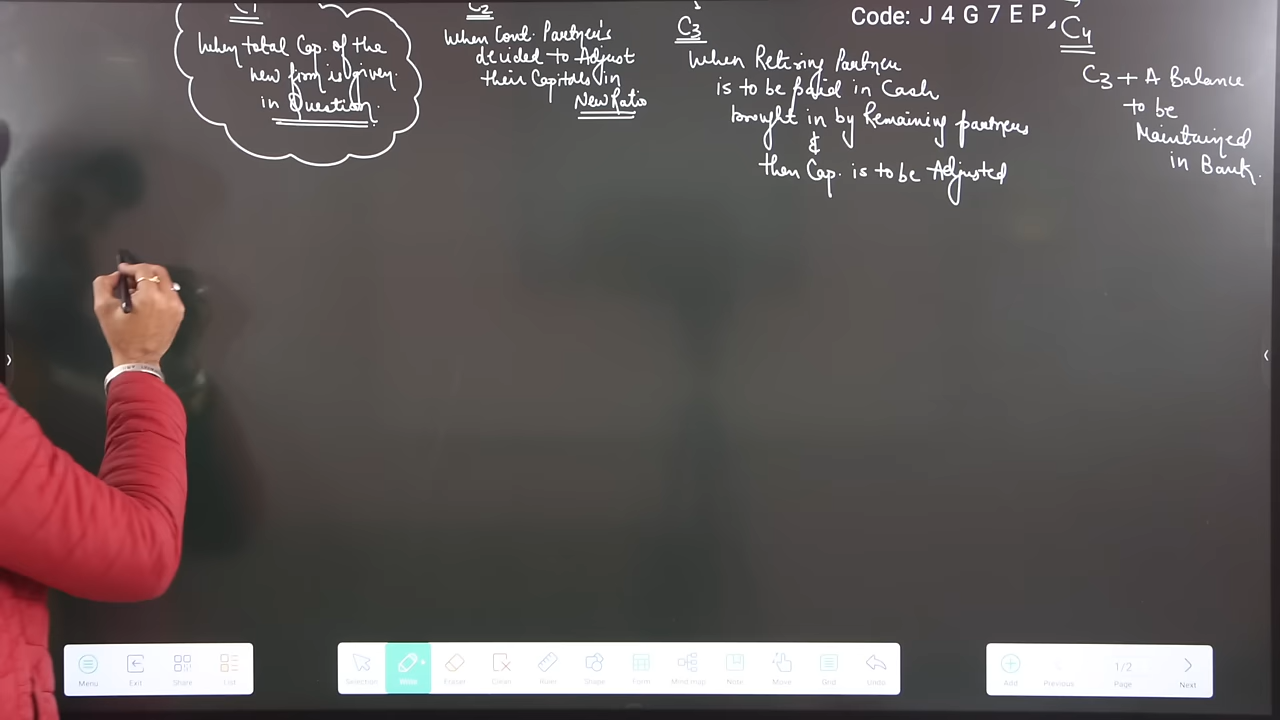 C1
When total Cap. of the
new firm is given.
in Question.
C2
When Cont. Partner's
decided to Adjust
their Capitals in
New Ratio
C3
When Retiring Partner
is to be paid in Cash
brought in by Remaining partners
&
then Cap. is to be Adjusted
Code: J 4 G 7 E P
C4
C3 + A Balance
to be
Maintained
in Bank.
Menu
Exit
Share
List
Selection
Write
Eraser
Clear
Ruler
Shape
Form
Mind map
Note
Move
Grid
Undo
Add
Previous
1/2
Page
Next